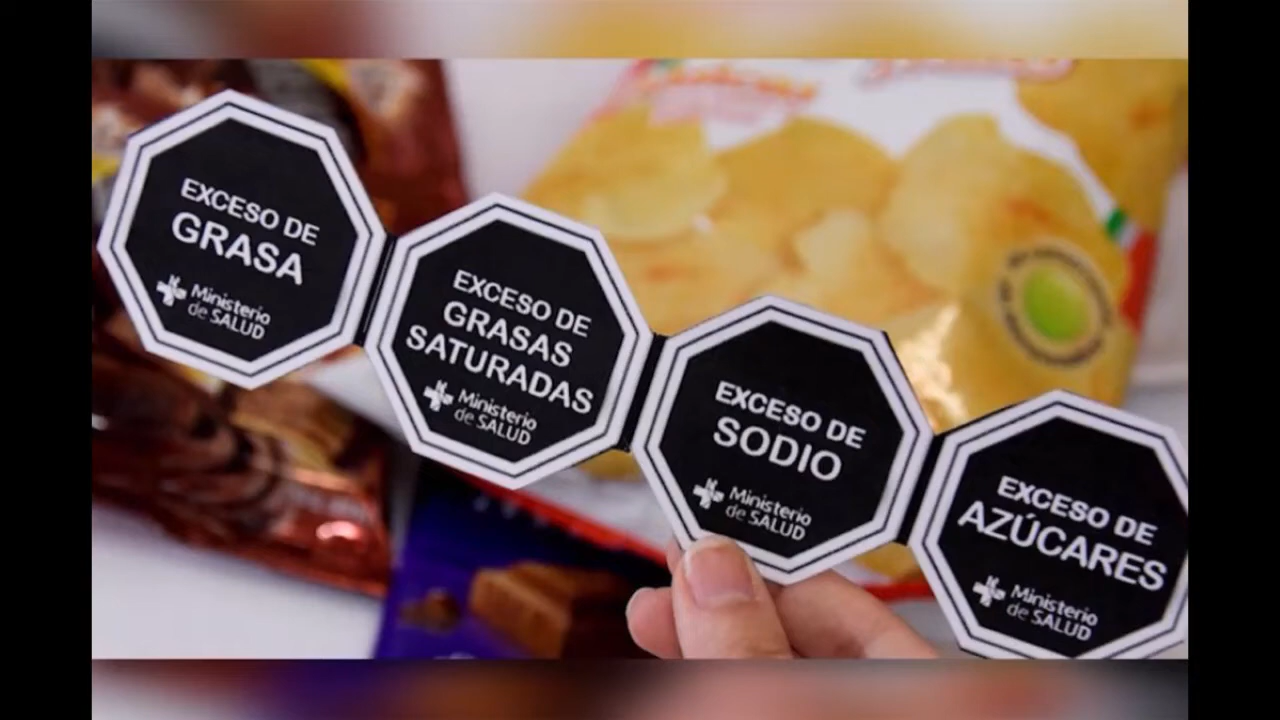 EXCESO DE
GRASA
Ministerio
de SALUD
EXCESO DE
GRASAS
SATURADAS
Ministerio
de SALUD
EXCESO DE
SODIO
Ministerio
de SALUD
EXCESO DE
AZÚCARES
Ministerio
de SALUD